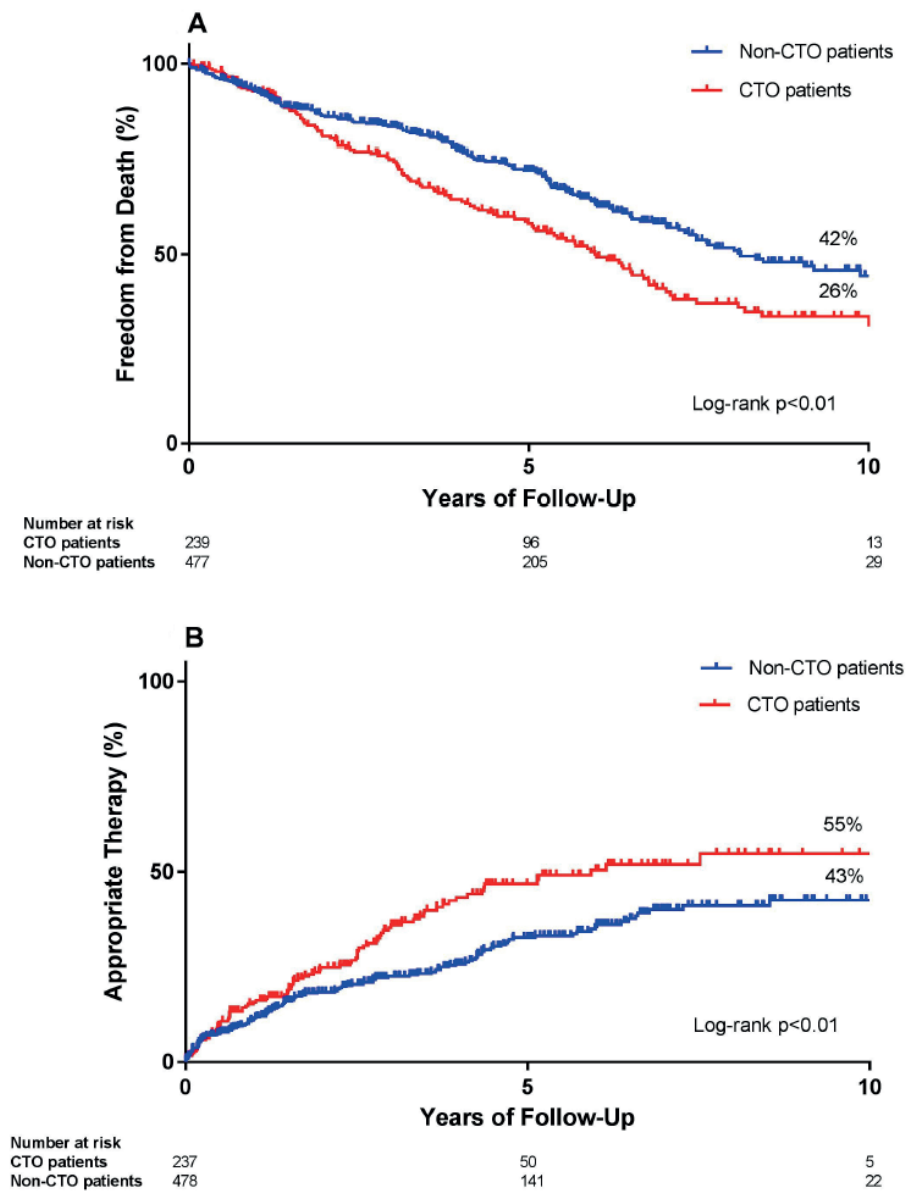 A
Non-CTO patients
CTO patients
Freedom from Death (%)
100
50
0
42%
26%
Log-rank p<0.01
0 5 10
Years of Follow-Up
Number at risk
CTO patients 239 96 13
Non-CTO patients 477 205 29
B
Non-CTO patients
CTO patients
Appropriate Therapy (%)
100
50
0
55%
43%
Log-rank p<0.01
0 5 10
Years of Follow-Up
Number at risk
CTO patients 237 50 5
Non-CTO patients 478 141 22